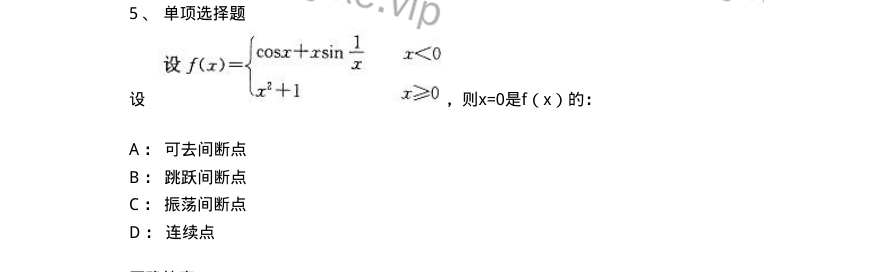 5 、 单项选择题
设 f(x)={cosx+xsin 1/x x<0
x²+1 x⩾0
设 ，则x=0是f（x）的：
A ： 可去间断点
B ： 跳跃间断点
C ： 振荡间断点
D ： 连续点